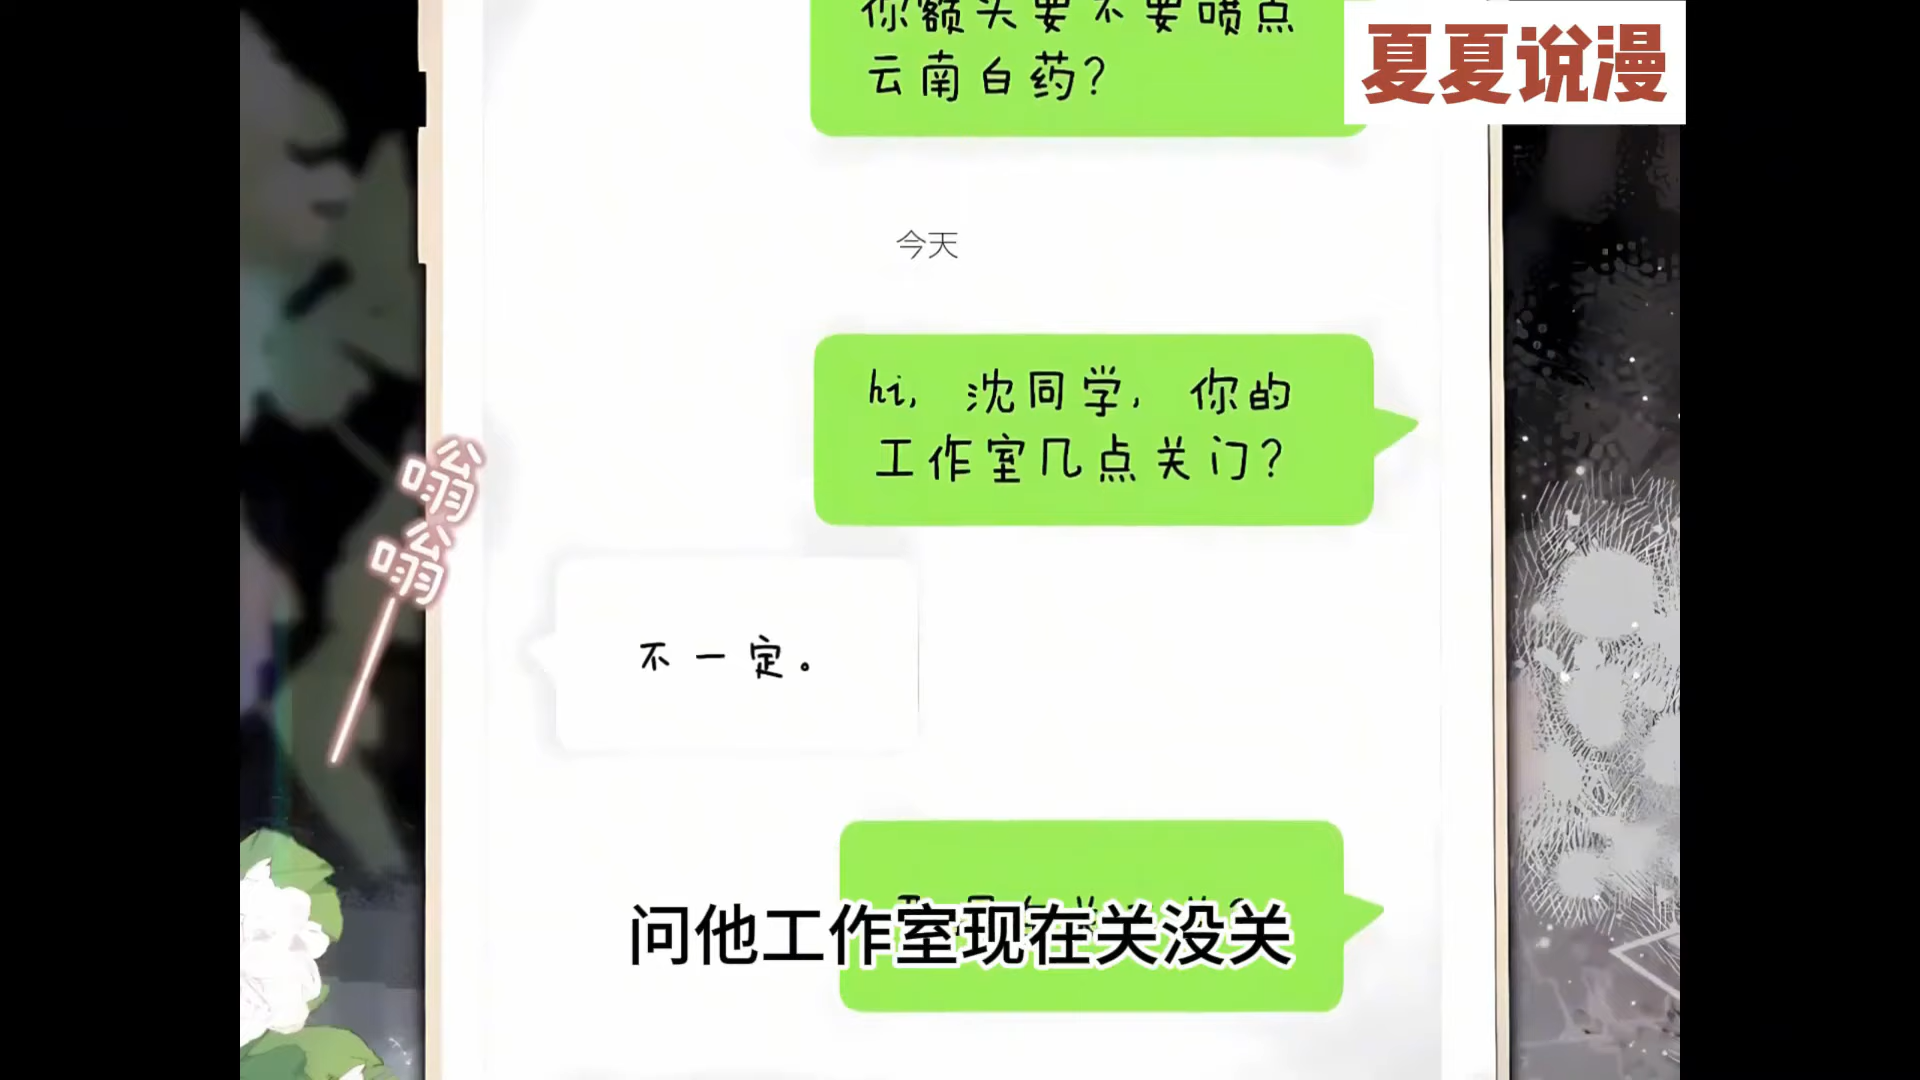 你额头要不要喷点
云南白药？
夏夏说漫
今天
hi, 沈同学, 你的
工作室几点关门?
嗡
嗡
不一定。
问他工作室现在关没关